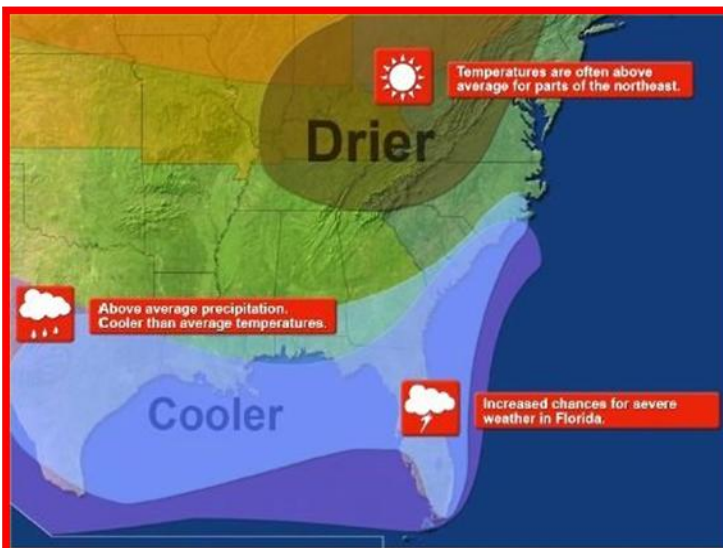 Temperatures are often above
average for parts of the northeast.
Drier
Above average precipitation.
Cooler than average temperatures.
Cooler
Increased chances for severe
weather in Florida.